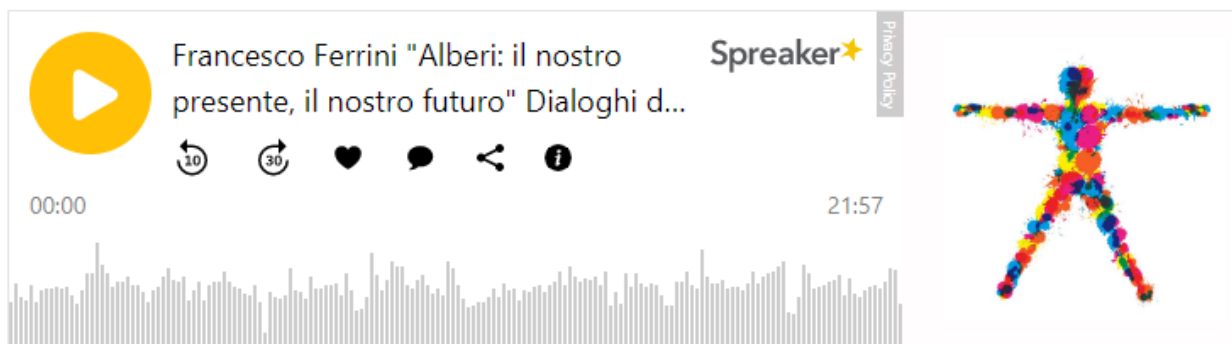 Francesco Ferrini "Alberi: il nostro
presente, il nostro futuro" Dialoghi d...
Spreaker
Privacy Policy
10
30
i
00:00
21:57